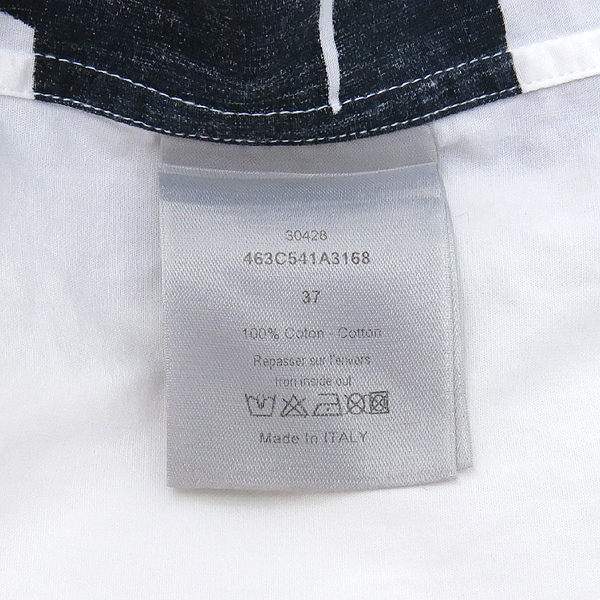 30428
463C541A3168
37
100% Coton - Cotton
Repasser sur l'envers
Iron inside out
Made In ITALY